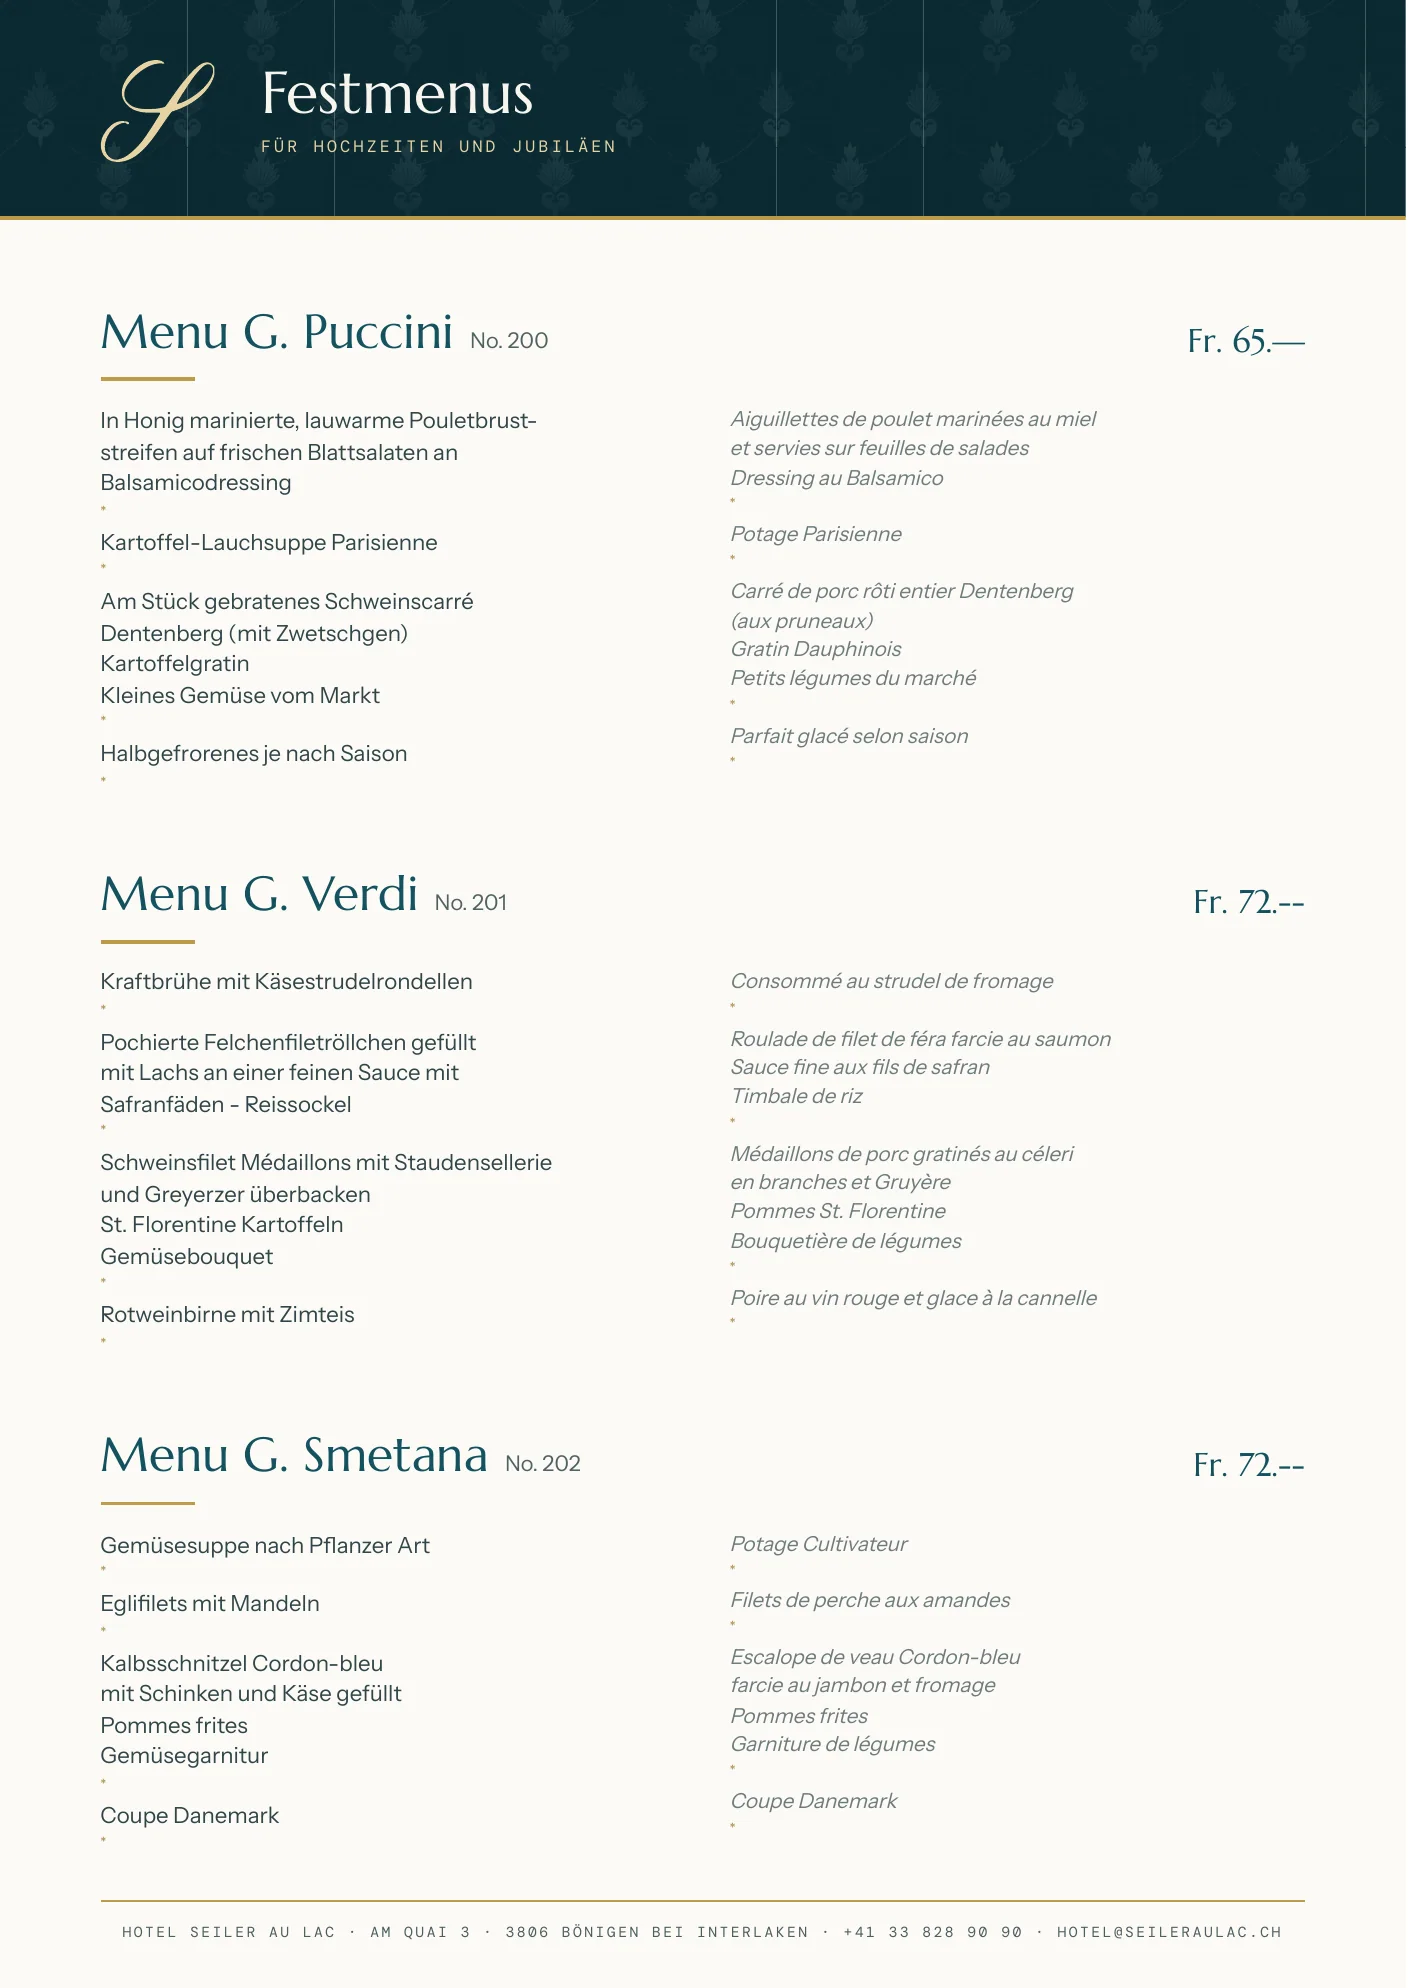 S
Festmenus
FÜR HOCHZEITEN UND JUBILÄEN
Menu G. Puccini No. 200
Fr. 65.—
In Honig marinierte, lauwarme Pouletbrust-
streifen auf frischen Blattsalaten an
Balsamicodressing
*
Kartoffel-Lauchsuppe Parisienne
*
Am Stück gebratenes Schweinscarré
Dentenberg (mit Zwetschgen)
Kartoffelgratin
Kleines Gemüse vom Markt
*
Halbgefrorenes je nach Saison
*
Aiguillettes de poulet marinées au miel
et servies sur feuilles de salades
Dressing au Balsamico
*
Potage Parisienne
*
Carré de porc rôti entier Dentenberg
(aux pruneaux)
Gratin Dauphinois
Petits légumes du marché
*
Parfait glacé selon saison
*
Menu G. Verdi No. 201
Fr. 72.--
Kraftbrühe mit Käsestrudelrondellen
*
Pochierte Felchenfiletröllchen gefüllt
mit Lachs an einer feinen Sauce mit
Safranfäden - Reissockel
*
Schweinsfilet Médaillons mit Staudensellerie
und Greyerzer überbacken
St. Florentine Kartoffeln
Gemüsebouquet
*
Rotweinbirne mit Zimteis
*
Consommé au strudel de fromage
*
Roulade de filet de féra farcie au saumon
Sauce fine aux fils de safran
Timbale de riz
*
Médaillons de porc gratinés au céleri
en branches et Gruyère
Pommes St. Florentine
Bouquetière de légumes
*
Poire au vin rouge et glace à la cannelle
*
Menu G. Smetana No. 202
Fr. 72.--
Gemüsesuppe nach Pflanzer Art
*
Eglifilets mit Mandeln
*
Kalbsschnitzel Cordon-bleu
mit Schinken und Käse gefüllt
Pommes frites
Gemüsegarnitur
*
Coupe Danemark
*
Potage Cultivateur
*
Filets de perche aux amandes
*
Escalope de veau Cordon-bleu
farcie au jambon et fromage
Pommes frites
Garniture de légumes
*
Coupe Danemark
*
HOTEL SEILER AU LAC · AM QUAI 3 · 3806 BÖNIGEN BEI INTERLAKEN · +41 33 828 90 90 · HOTEL@SEILERAULAC.CH